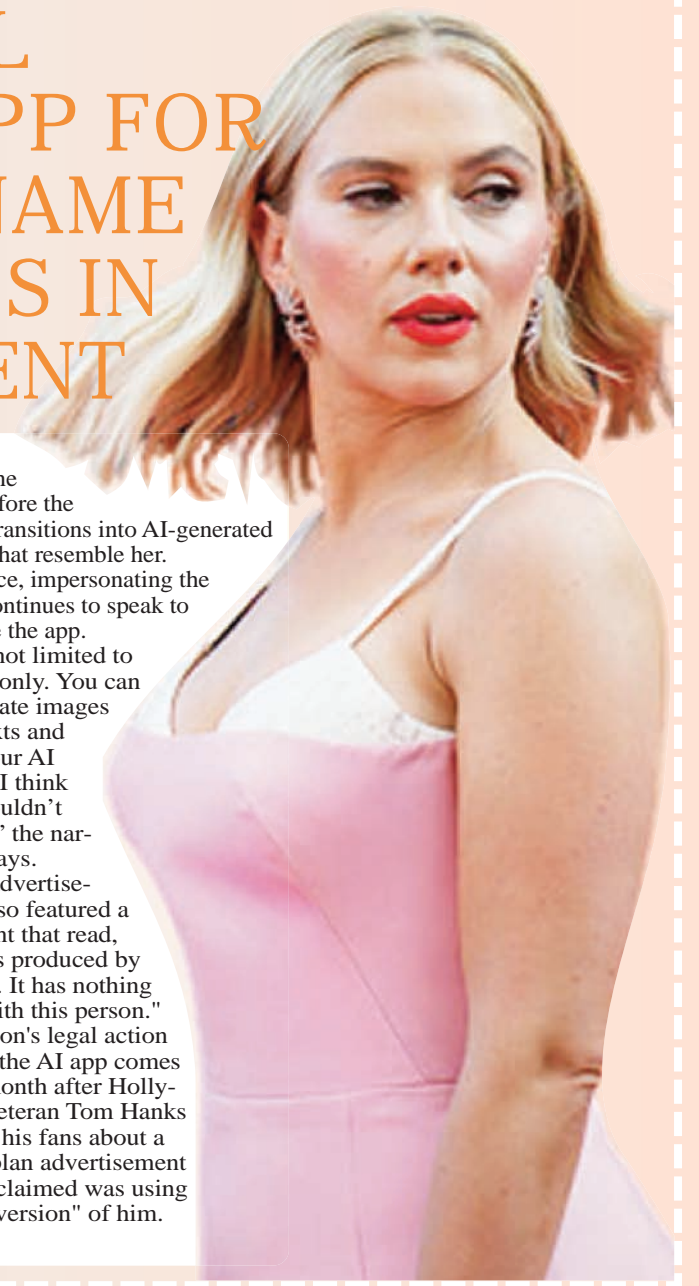 L
PP FOR
NAME
S IN
ENT
he
fore the
ransitions into AI-generated
hat resemble her.
ce, impersonating the
ontinues to speak to
e the app.
not limited to
only. You can
ate images
xts and
ur AI
I think
uldn’t
” the nar-
ays.
dvertise-
so featured a
nt that read,
s produced by
. It has nothing
ith this person."
on's legal action
the AI app comes
onth after Holly-
eteran Tom Hanks
his fans about a
plan advertisement
claimed was using
version" of him.